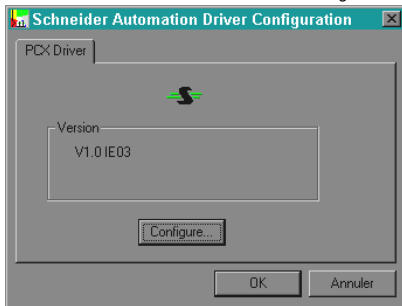 Schneider Automation Driver Configuration
PCX Driver
Version
V1.0 IE03
Configure...
OK
Annuler